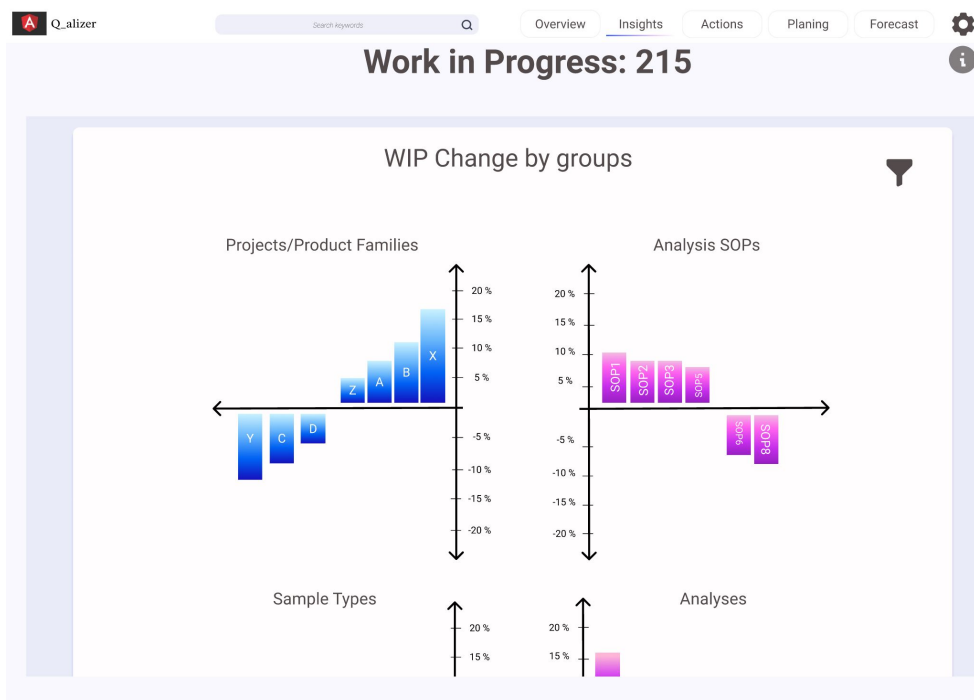 A Q_alizer
Search keywords
Overview Insights Actions Planing Forecast
Work in Progress: 215
i
WIP Change by groups
Projects/Product Families
20 %
15 %
10 %
5 %
-5 %
-10 %
-15 %
-20 %
Y C D Z A B X
Analysis SOPs
20 %
15 %
10 %
5 %
-5 %
-10 %
-15 %
-20 %
SOP1 SOP2 SOP3 SOP5 SOP6 SOP8
Sample Types
20 %
15 %
Analyses
20 %
15 %